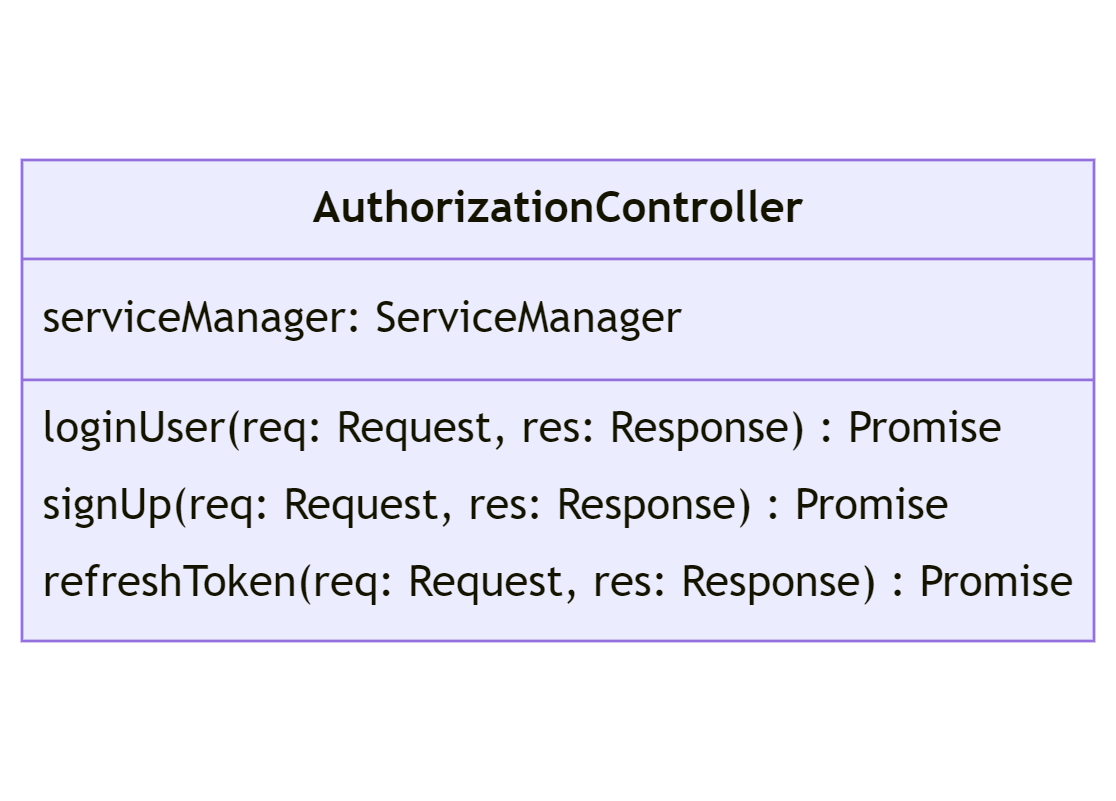 AuthorizationController
serviceManager: ServiceManager
loginUser(req: Request, res: Response) : Promise
signUp(req: Request, res: Response) : Promise
refreshToken(req: Request, res: Response) : Promise